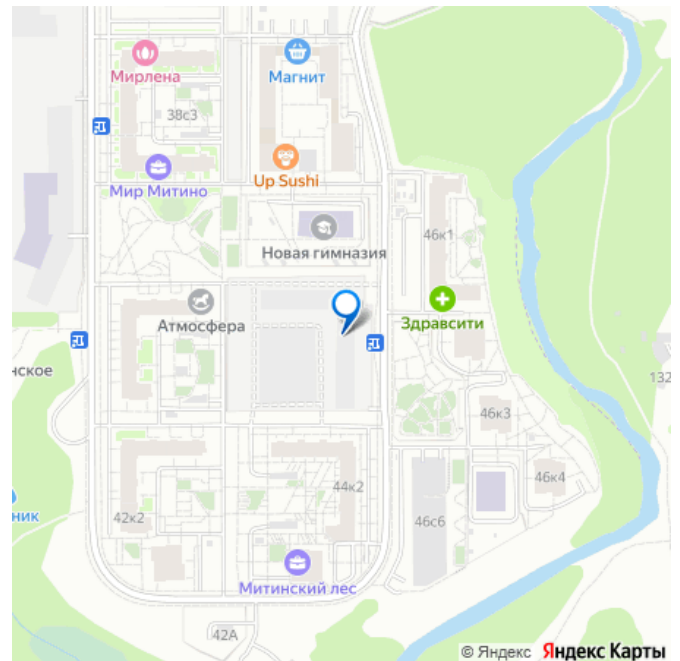 Мирлена
Магнит
38с3
Мир Митино
Up Sushi
Новая гимназия
46к1
Атмосфера
Здравсити
нское
132
46к3
44к2
46к4
42к2
46с6
ник
Митинский лес
42А
© Яндекс Яндекс Карты